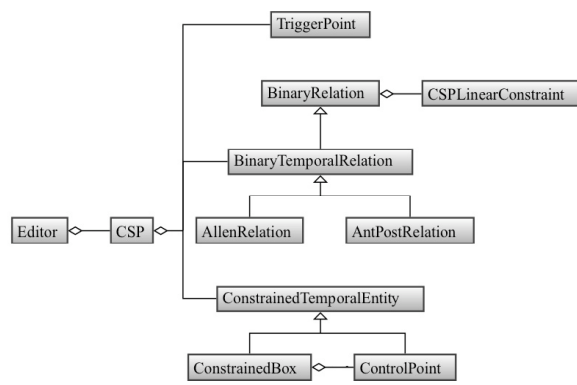 TriggerPoint
BinaryRelation
CSPLinearConstraint
BinaryTemporalRelation
Editor
CSP
AllenRelation
AntPostRelation
ConstrainedTemporalEntity
ConstrainedBox
ControlPoint